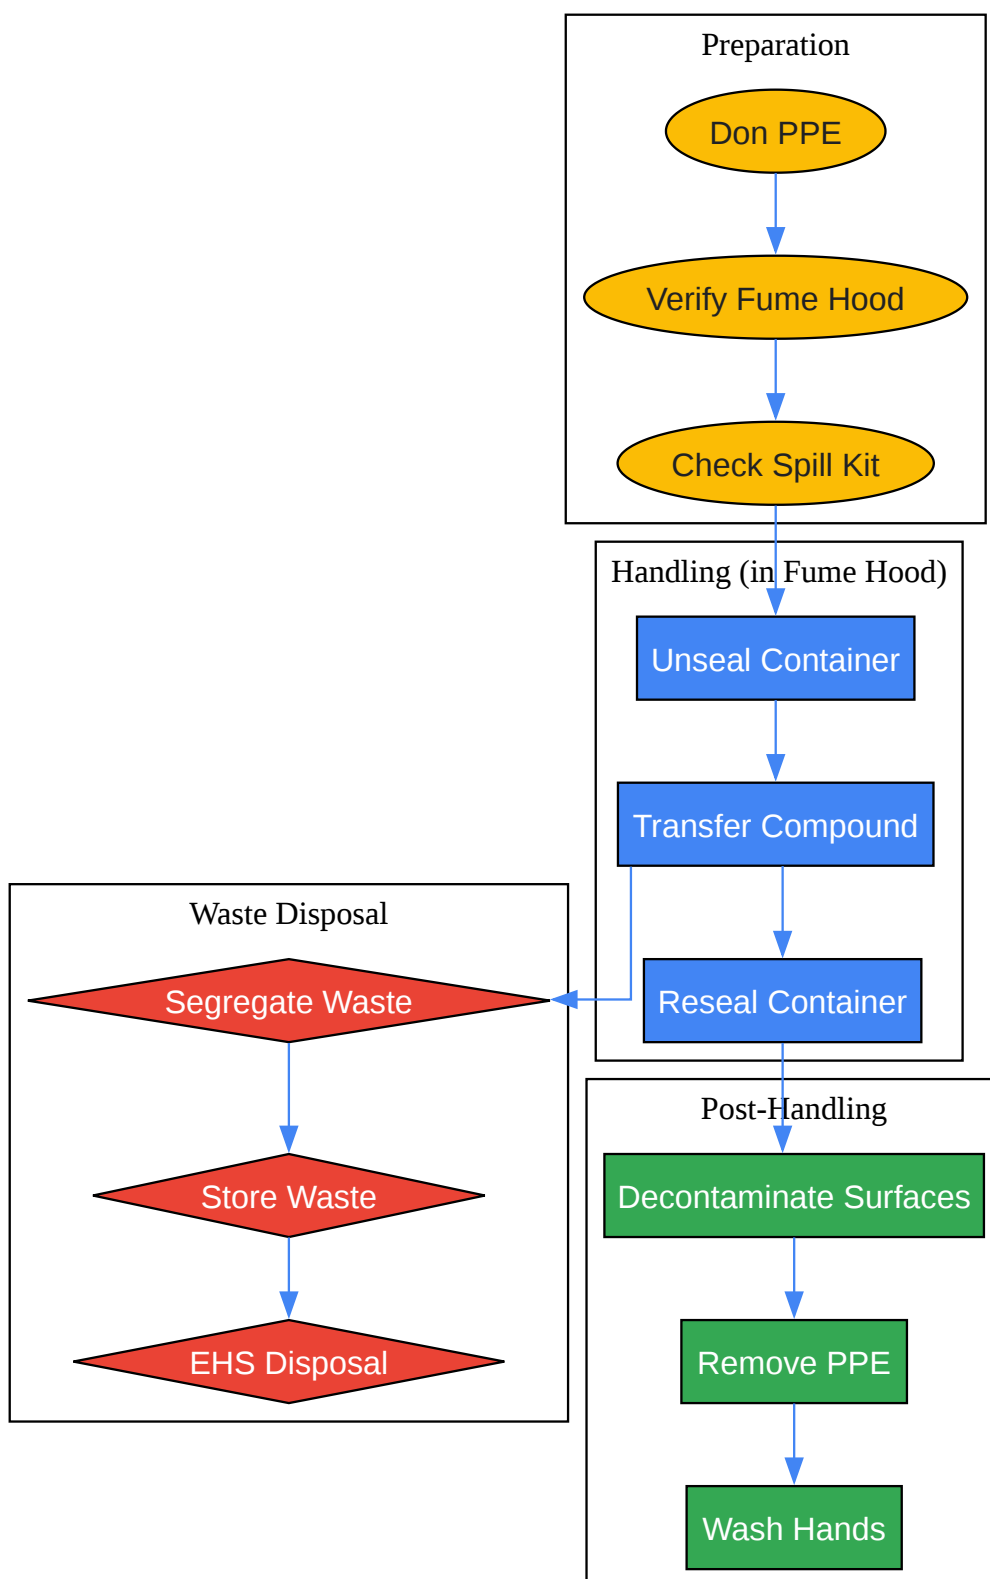 Preparation
Don PPE
Verify Fume Hood
Check Spill Kit
Handling (in Fume Hood)
Unseal Container
Transfer Compound
Reseal Container
Waste Disposal
Segregate Waste
Store Waste
EHS Disposal
Post-Handling
Decontaminate Surfaces
Remove PPE
Wash Hands